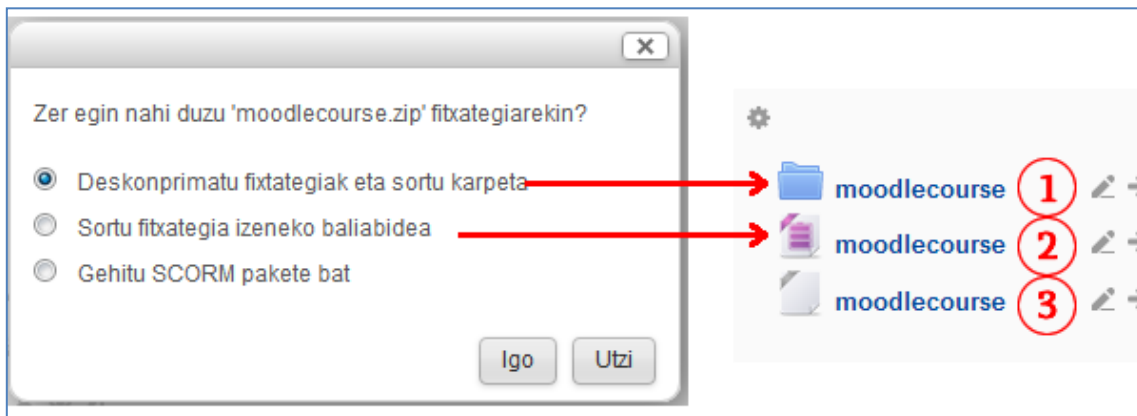 Zer egin nahi duzu 'moodlecourse.zip' fitxategiarekin?
Deskonprimatu fixtategiak eta sortu karpeta
Sortu fitxategia izeneko baliabidea
Gehitu SCORM pakete bat
Igo Utzi
moodlecourse 1
moodlecourse 2
moodlecourse 3